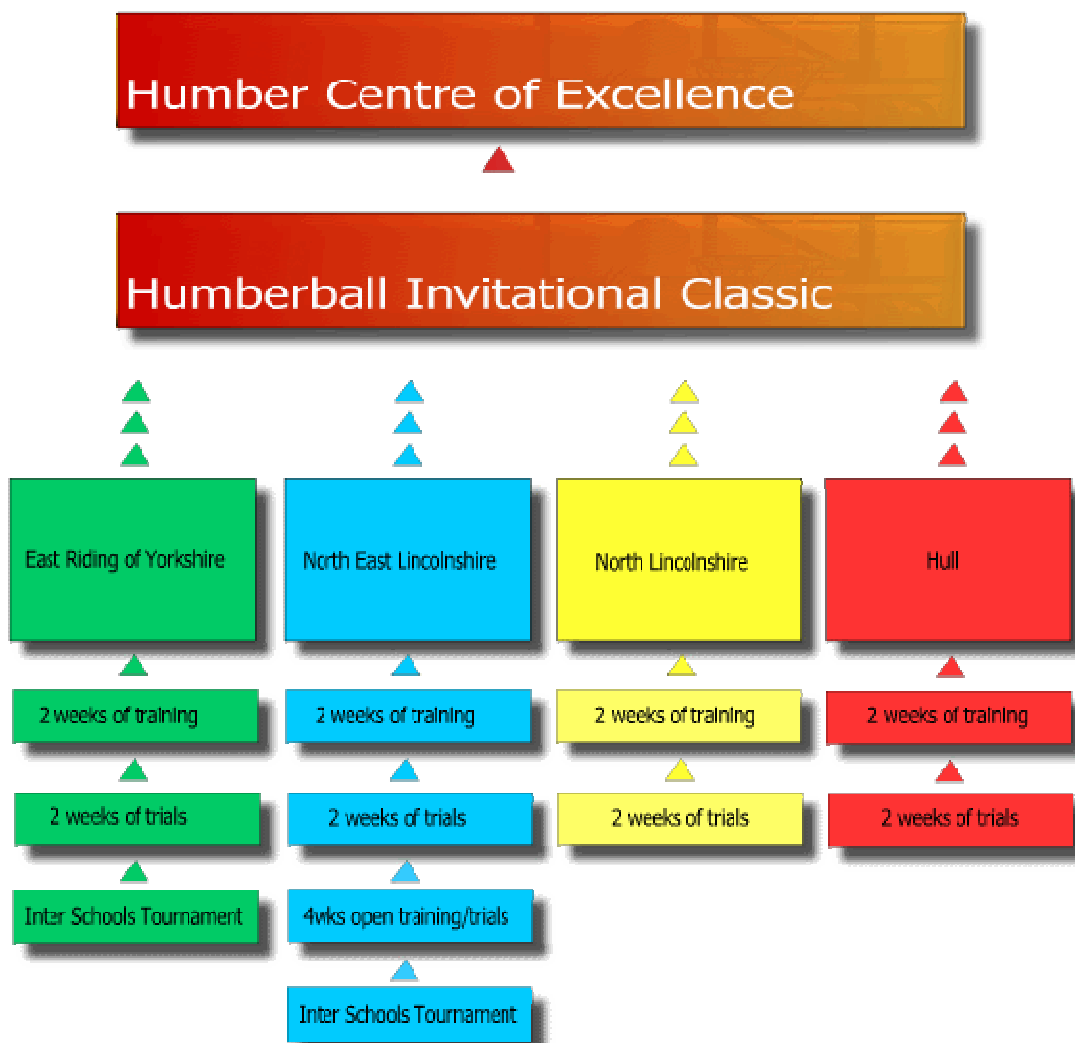 Humber Centre of Excellence
Humberball Invitational Classic
East Riding of Yorkshire
North East Lincolnshire
North Lincolnshire
Hull
2 weeks of training
2 weeks of training
2 weeks of training
2 weeks of training
2 weeks of trials
2 weeks of trials
2 weeks of trials
2 weeks of trials
Inter Schools Tournament
4wks open training/trials
Inter Schools Tournament